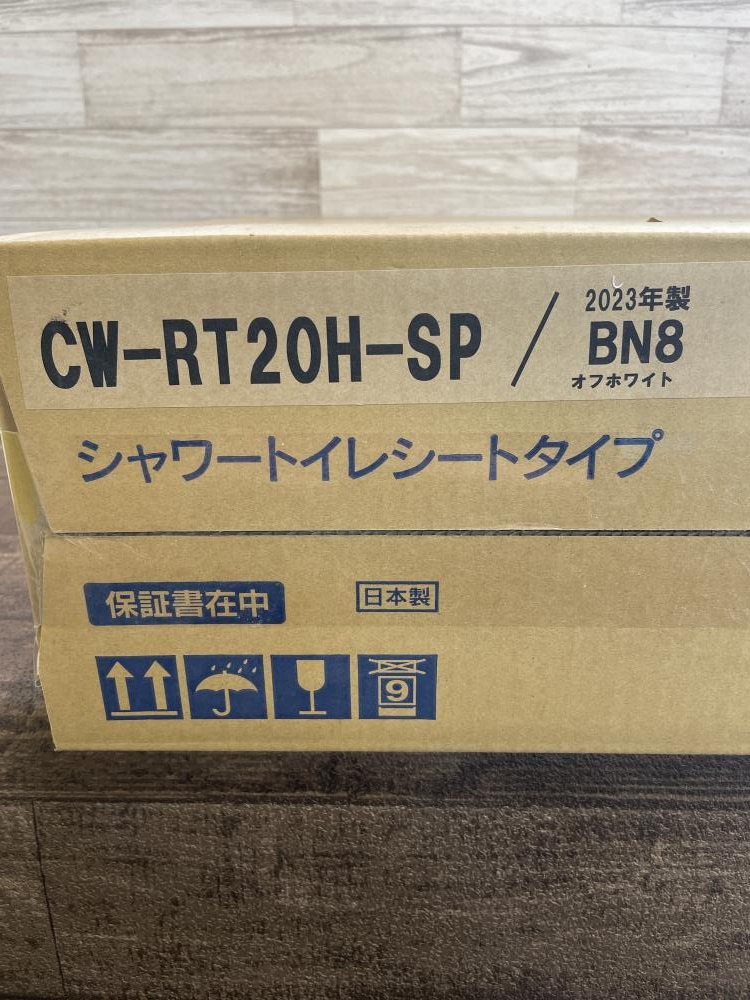 CW-RT20H-SP / 2023年製
BN8
オフホワイト
シャワートイレシートタイプ
保証書在中
日本製
9